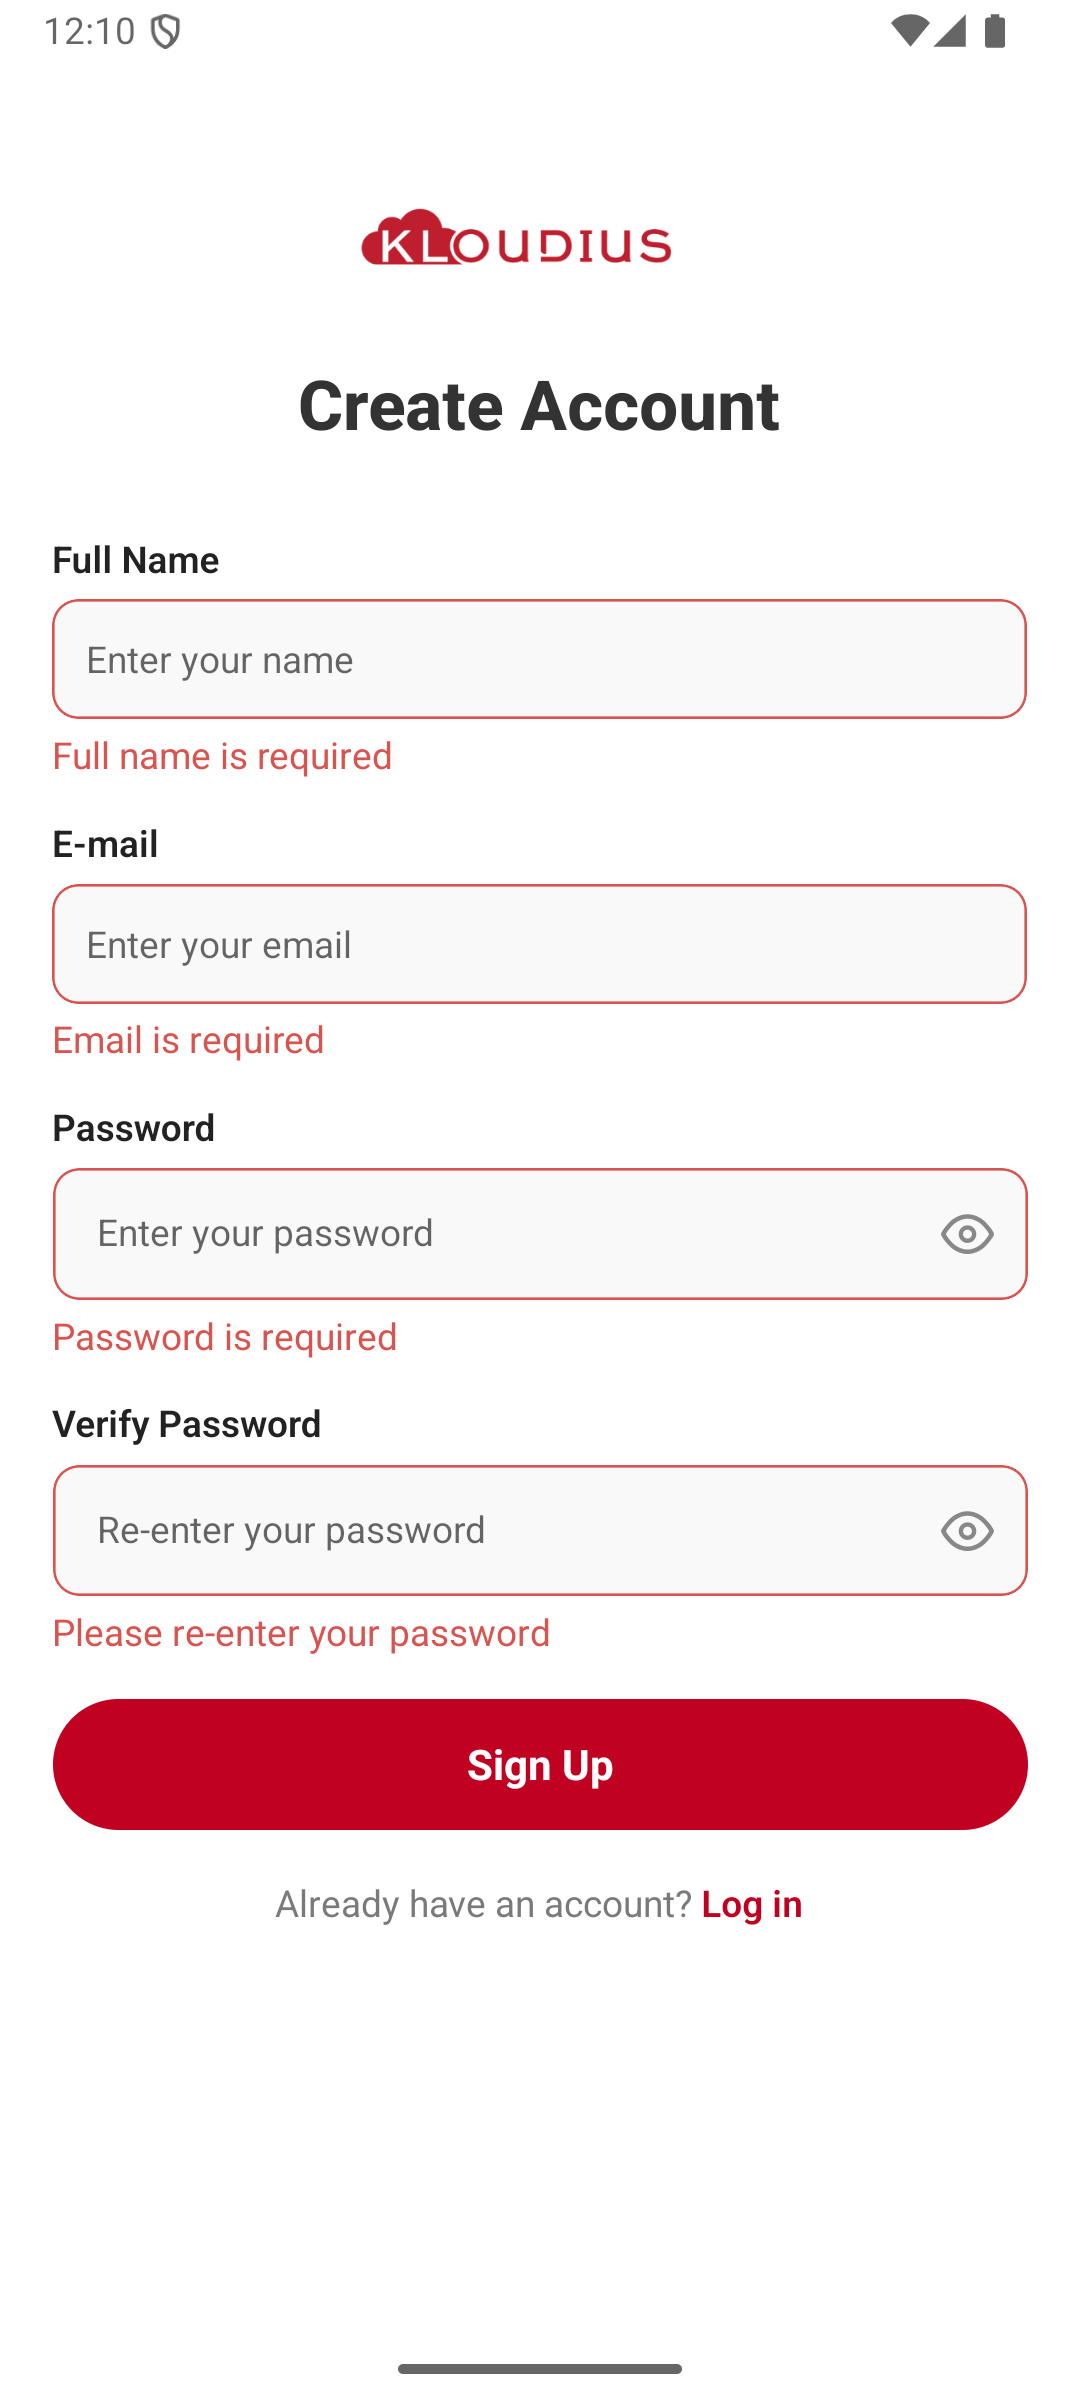 12:10
KLOUDIUS
Create Account
Full Name
Enter your name
Full name is required
E-mail
Enter your email
Email is required
Password
Enter your password
Password is required
Verify Password
Re-enter your password
Please re-enter your password
Sign Up
Already have an account? Log in